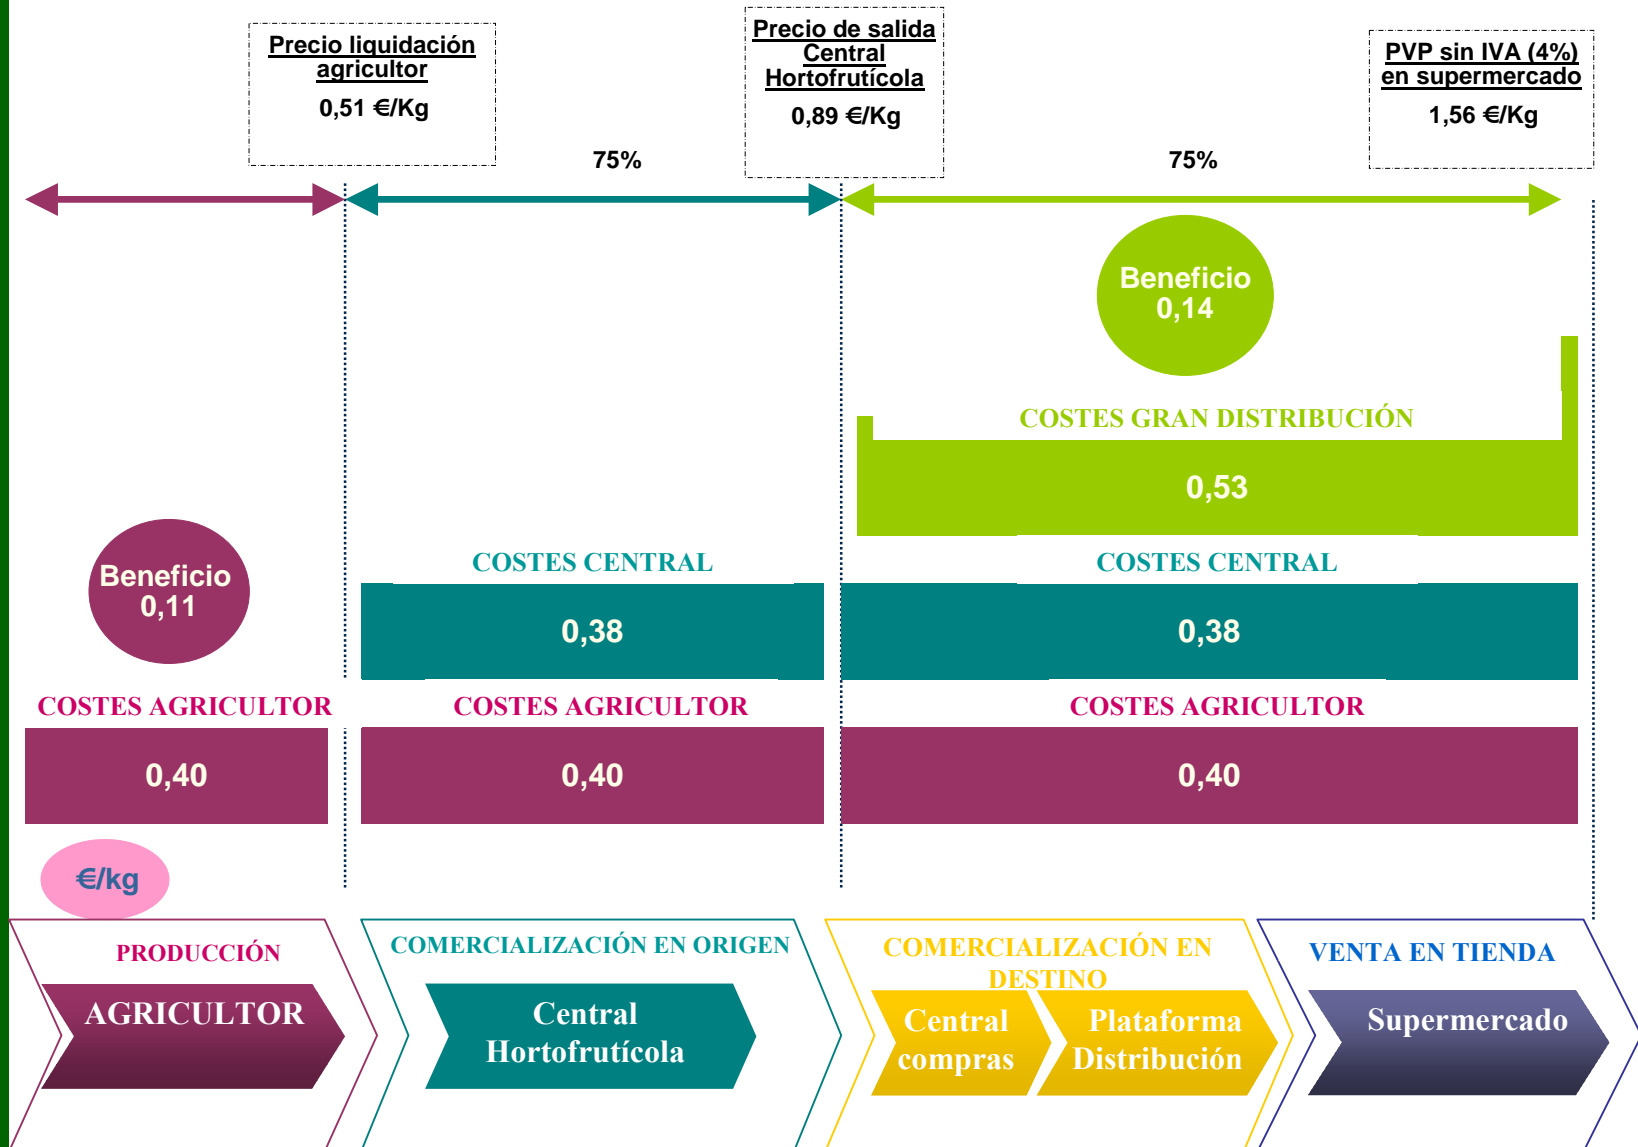 Precio liquidación
agricultor
0,51 €/Kg
Precio de salida
Central
Hortofrutícola
0,89 €/Kg
PVP sin IVA (4%)
en supermercado
1,56 €/Kg
75%
75%
Beneficio
0,14
COSTES GRAN DISTRIBUCIÓN
0,53
Beneficio
0,11
COSTES CENTRAL
COSTES CENTRAL
0,38
0,38
COSTES AGRICULTOR
COSTES AGRICULTOR
COSTES AGRICULTOR
0,40
0,40
0,40
€/kg
PRODUCCIÓN
AGRICULTOR
COMERCIALIZACIÓN EN ORIGEN
Central
Hortofrutícola
COMERCIALIZACIÓN EN
DESTINO
Central
compras
Plataforma
Distribución
VENTA EN TIENDA
Supermercado